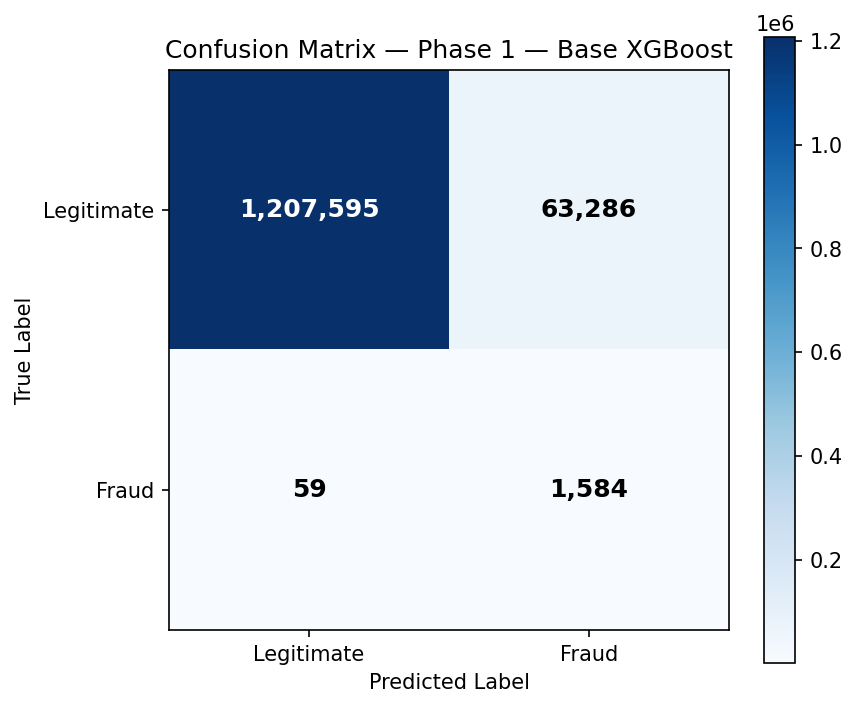 Confusion Matrix — Phase 1 — Base XGBoost
1e6
1.2
1.0
0.8
0.6
0.4
0.2
True Label
Legitimate
1,207,595
63,286
Fraud
59
1,584
Legitimate
Fraud
Predicted Label